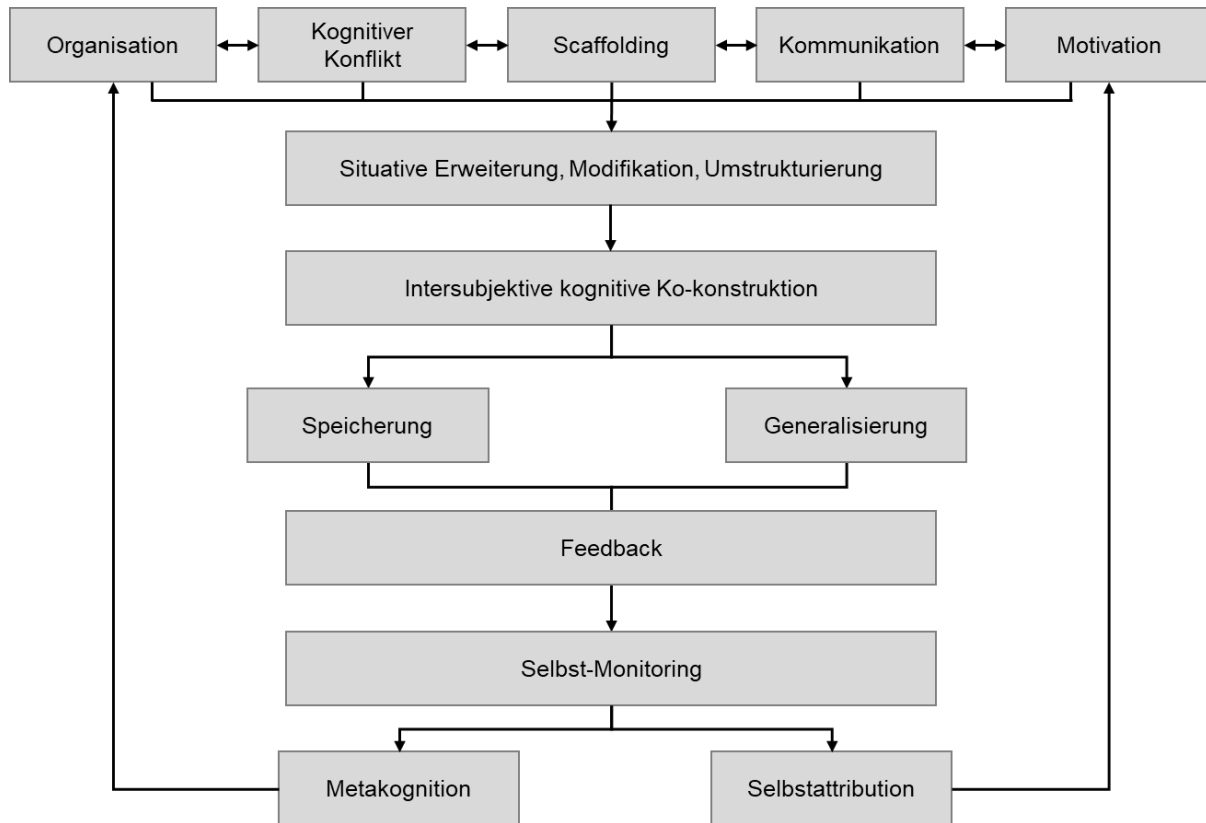 Organisation
Kognitiver
Konflikt
Scaffolding
Kommunikation
Motivation
Situative Erweiterung, Modifikation, Umstrukturierung
Intersubjektive kognitive Ko-konstruktion
Speicherung
Generalisierung
Feedback
Selbst-Monitoring
Metakognition
Selbstattribution